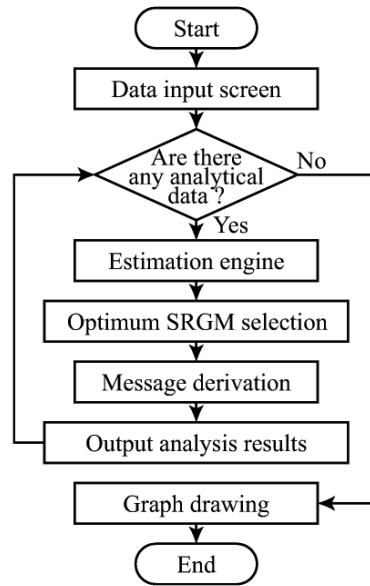 Start
Data input screen
Are there
any analytical
data ?
No
Yes
Estimation engine
Optimum SRGM selection
Message derivation
Output analysis results
Graph drawing
End